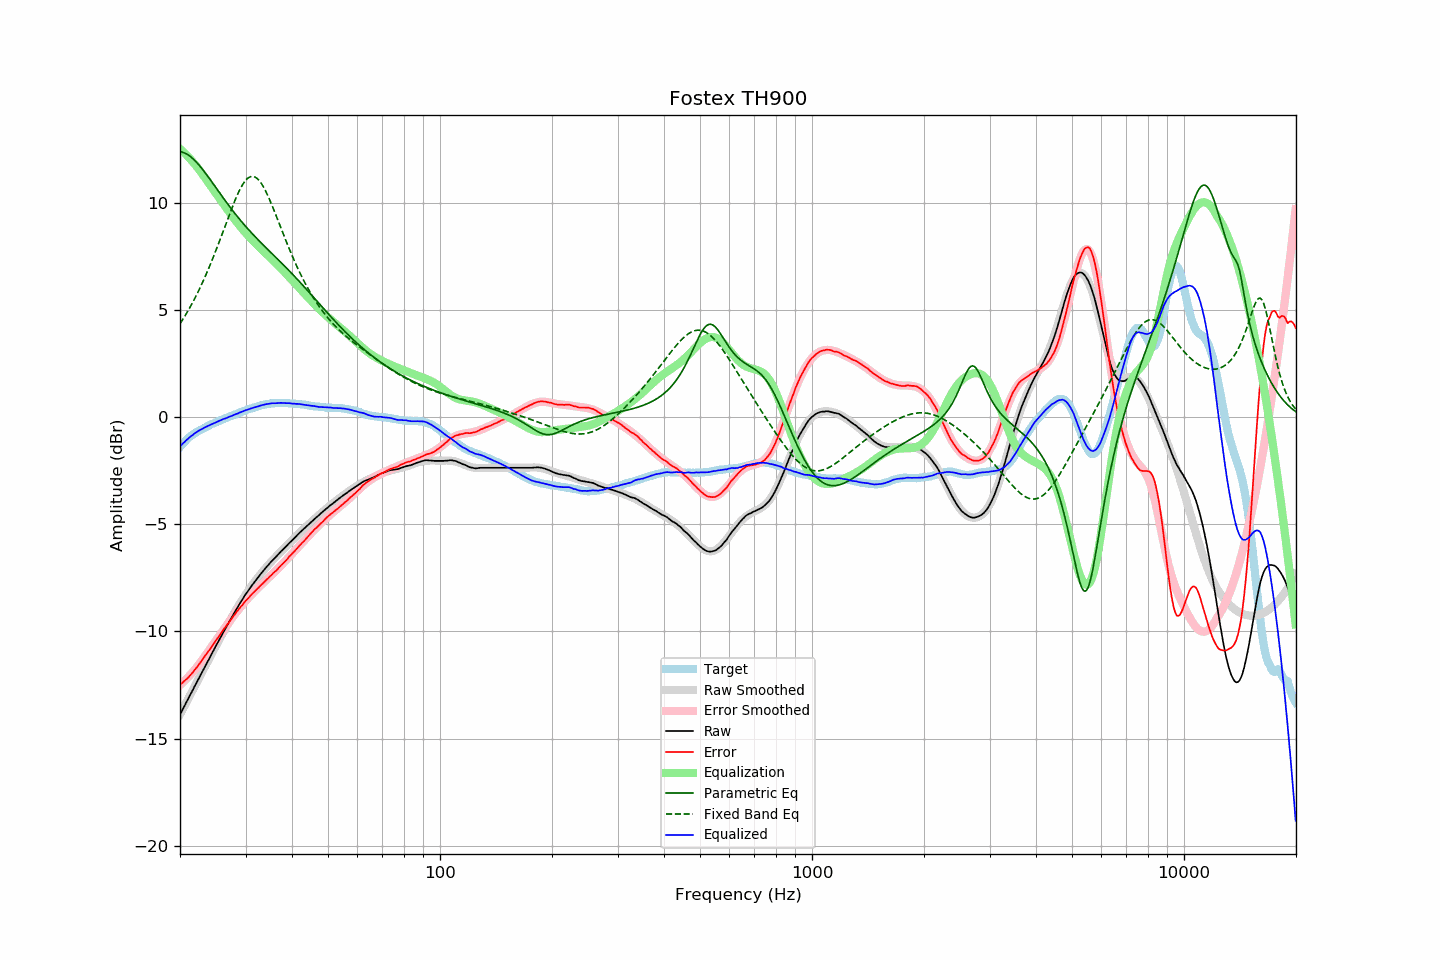 Fostex TH900
Amplitude (dBr)
10
5
0
−5
−10
−15
−20
Target
Raw Smoothed
Error Smoothed
Raw
Error
Equalization
Parametric Eq
Fixed Band Eq
Equalized
100
1000
10000
Frequency (Hz)